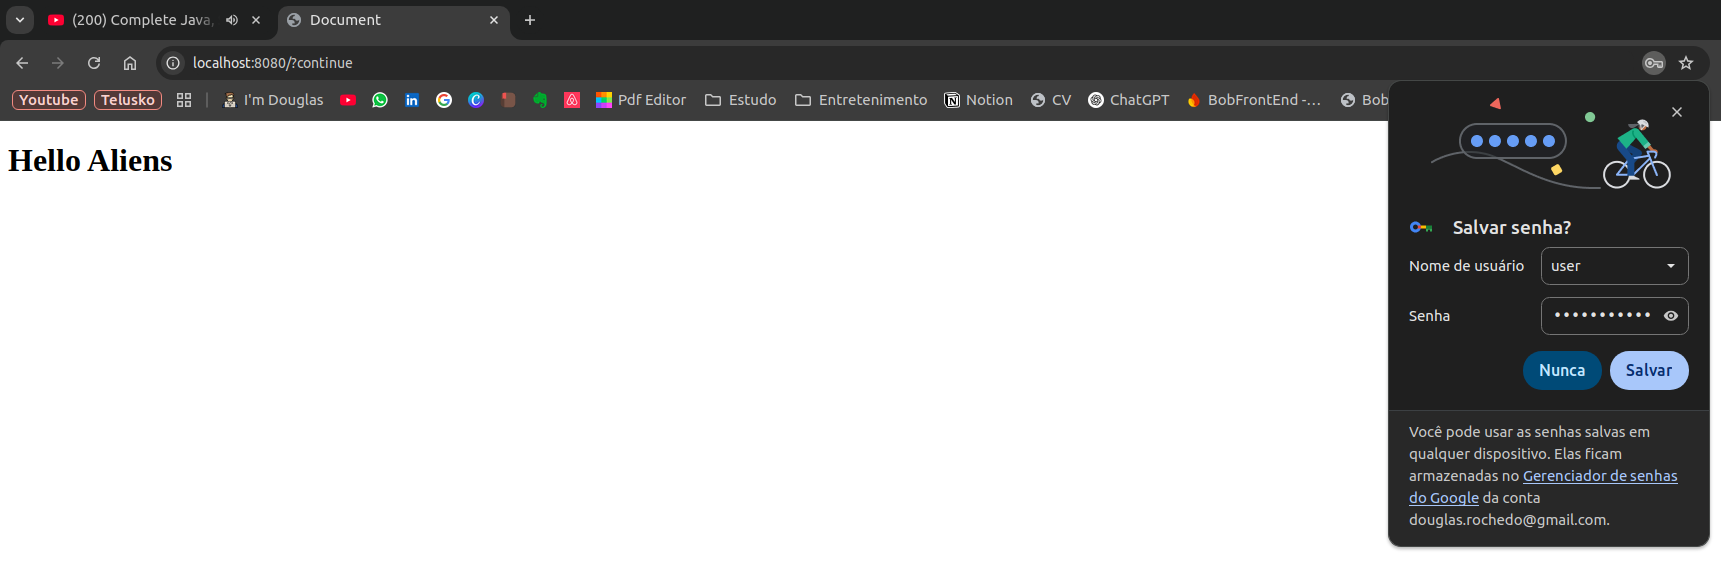 (200) Complete Java,
Document
localhost:8080/?continue
Youtube
Telusko
I'm Douglas
Pdf Editor
Estudo
Entretenimento
Notion
CV
ChatGPT
BobFrontEnd -...
Bob
Hello Aliens
Salvar senha?
Nome de usuário
user
Senha
•••••••••••
Nunca
Salvar
Você pode usar as senhas salvas em
qualquer dispositivo. Elas ficam
armazenadas no Gerenciador de senhas
do Google da conta
douglas.rochedo@gmail.com.